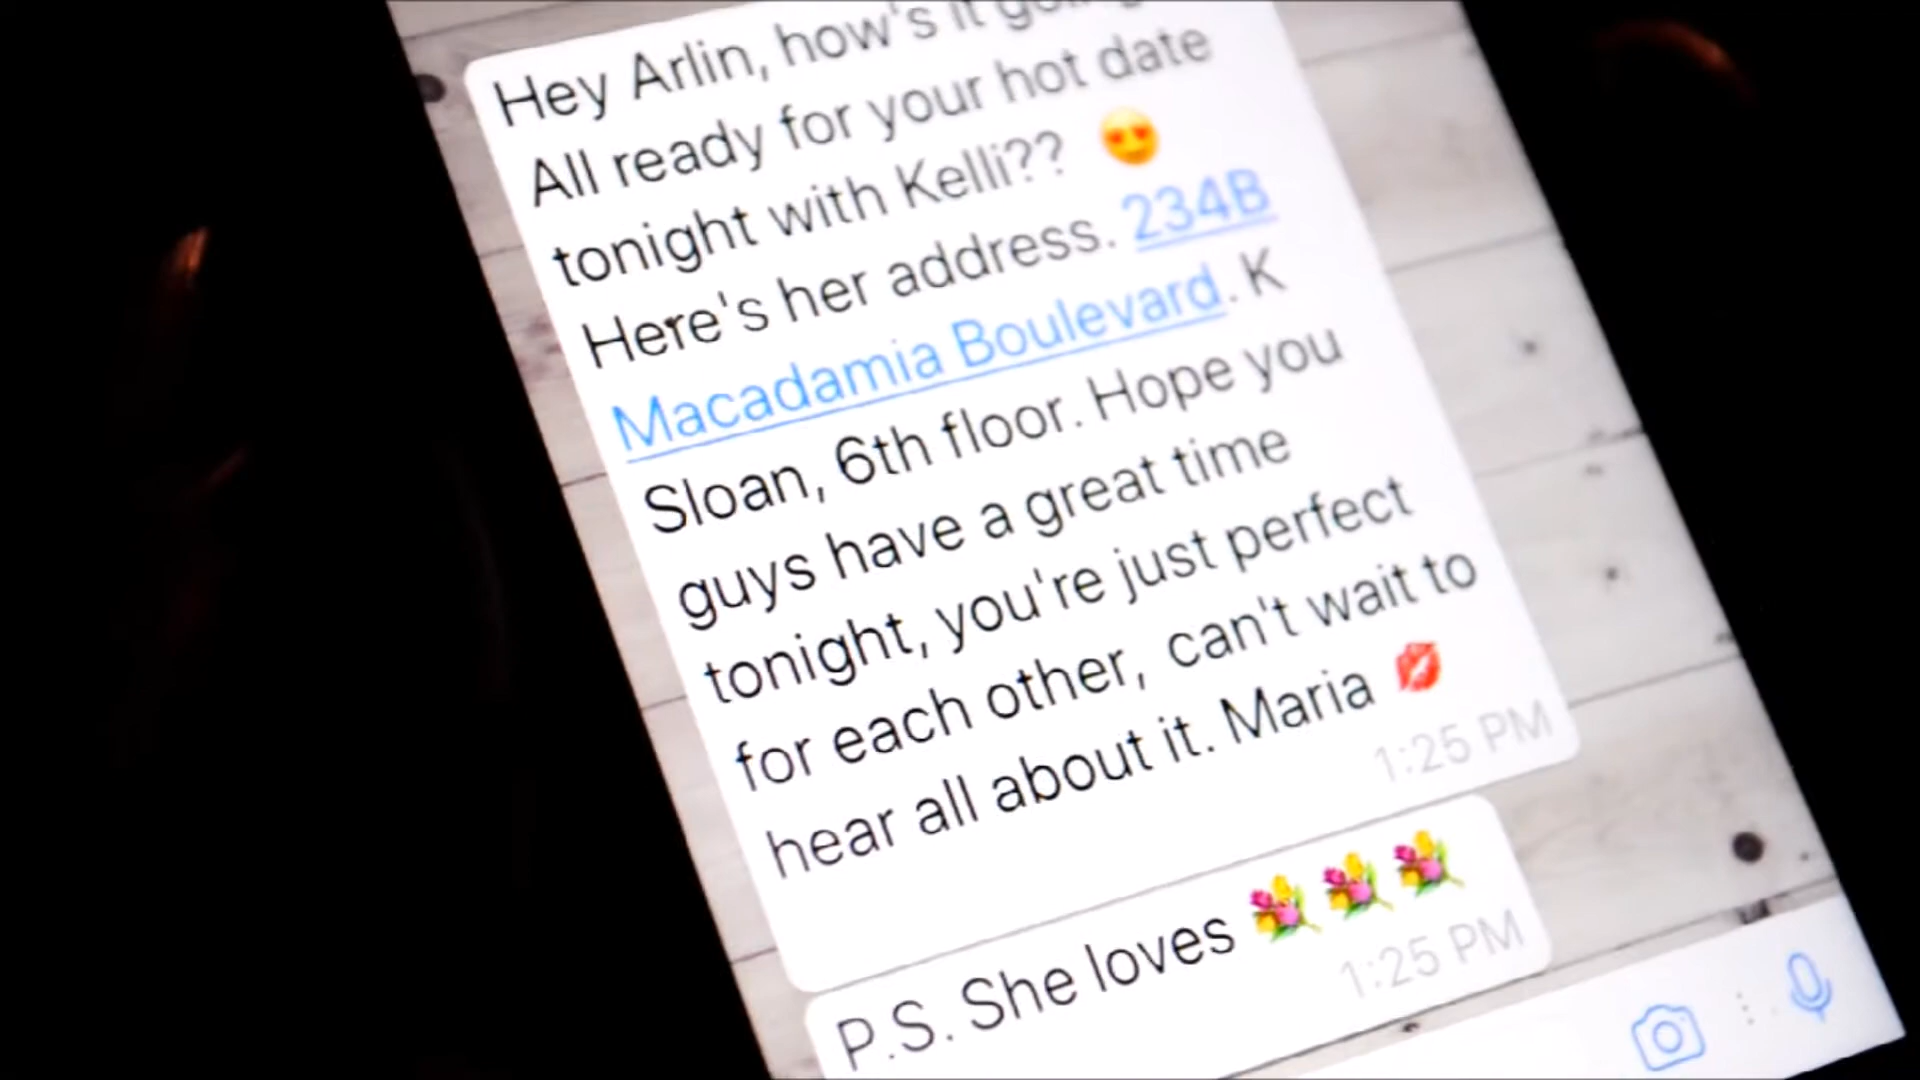 Hey Arlin, how's it going
All ready for your hot date
tonight with Kelli?? 😍
Here's her address. 234B
Macadamia Boulevard. K
Sloan, 6th floor. Hope you
guys have a great time
tonight, you're just perfect
for each other, can't wait to
hear all about it. Maria 💋
1:25 PM
P.S. She loves 💐 💐 💐
1:25 PM